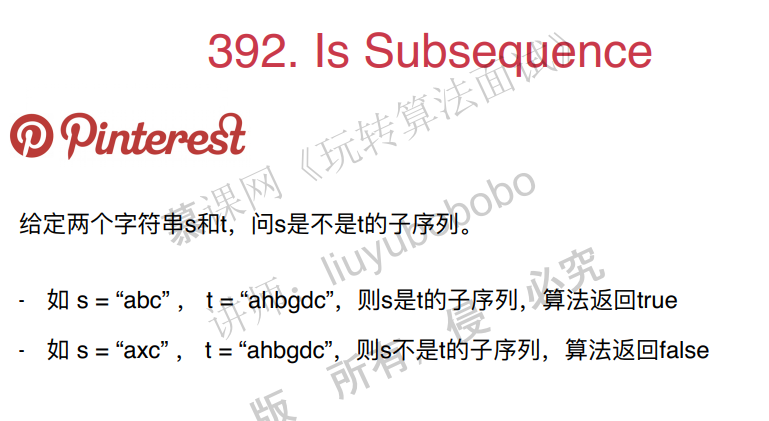 392. Is Subsequence
Pinterest
慕课网《玩转算法面试》
给定两个字符串s和t，问s是不是t的子序列。
讲师：liuyubobobo
- 如 s = “abc” ， t = “ahbgdc”，则s是t的子序列，算法返回true
- 如 s = “axc” ， t = “ahbgdc”，则s不是t的子序列，算法返回false
版 所有，侵 必究